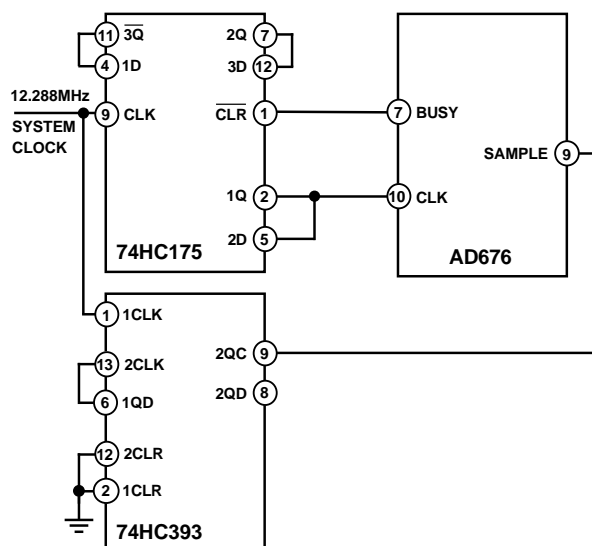 11 3Q
4 1D
12.288MHz
SYSTEM
CLOCK
9 CLK
2Q 7
3D 12
CLR 1
1Q 2
2D 5
74HC175
7 BUSY
SAMPLE 9
10 CLK
AD676
1 1CLK
13 2CLK
6 1QD
12 2CLR
2 1CLR
2QC 9
2QD 8
74HC393